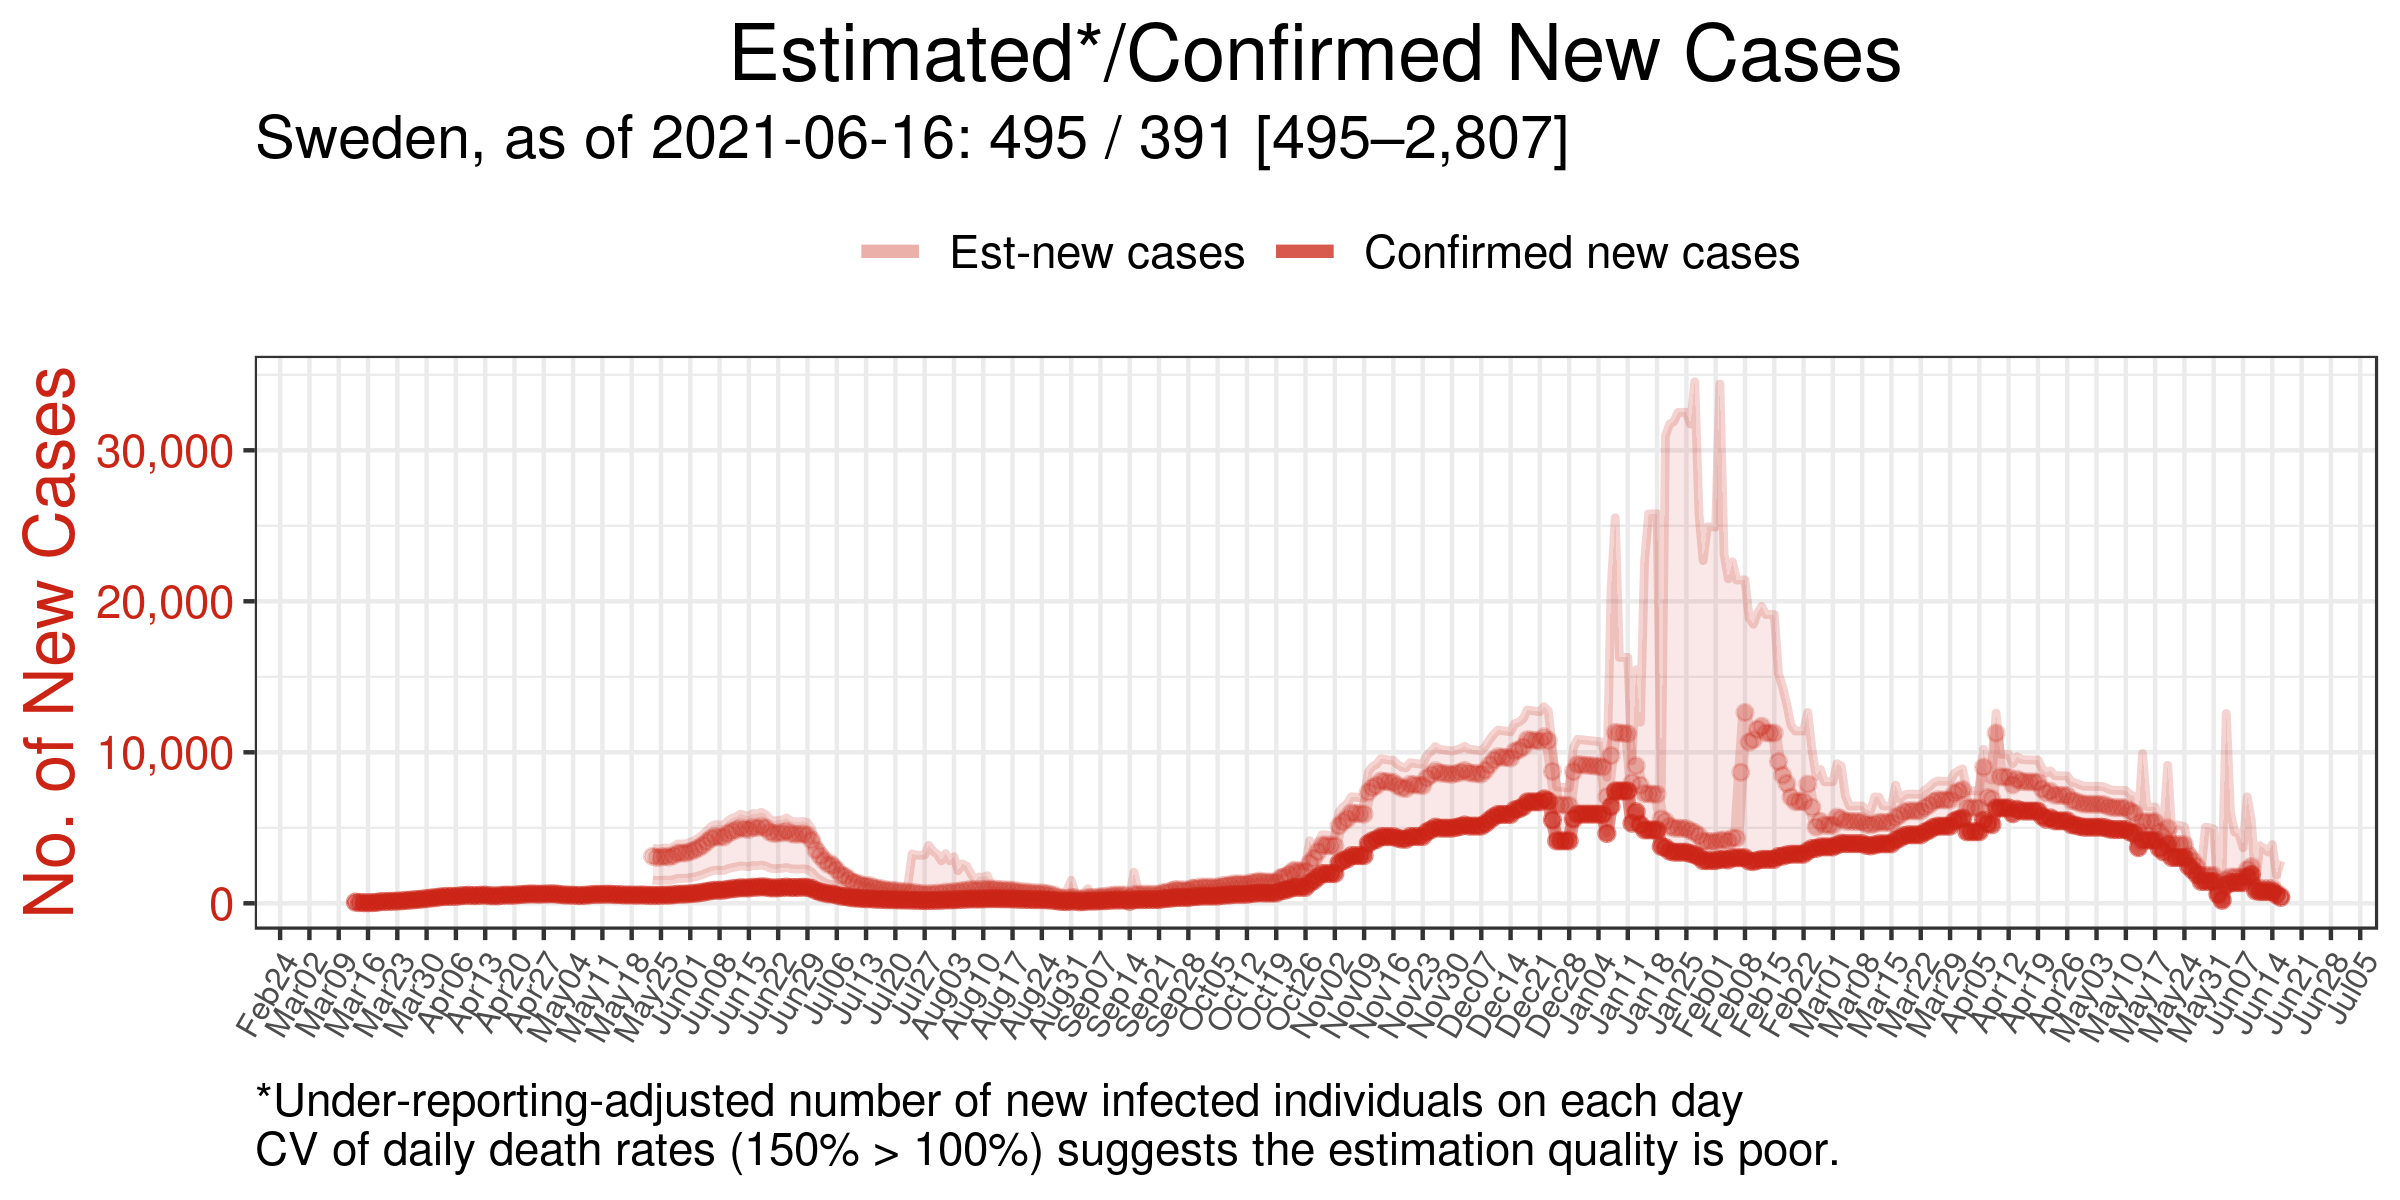 Estimated*/Confirmed New Cases
Sweden, as of 2021-06-16: 495 / 391 [495–2,807]
Est-new cases
Confirmed new cases
No. of New Cases
30,000
20,000
10,000
0
Feb24
Mar02
Mar09
Mar16
Mar23
Mar30
Apr06
Apr13
Apr20
Apr27
May04
May11
May18
May25
Jun01
Jun08
Jun15
Jun22
Jun29
Jul06
Jul13
Jul20
Jul27
Aug03
Aug10
Aug17
Aug24
Aug31
Sep07
Sep14
Sep21
Sep28
Oct05
Oct12
Oct19
Oct26
Nov02
Nov09
Nov16
Nov23
Nov30
Dec07
Dec14
Dec21
Dec28
Jan04
Jan11
Jan18
Jan25
Feb01
Feb08
Feb15
Feb22
Mar01
Mar08
Mar15
Mar22
Mar29
Apr05
Apr12
Apr19
Apr26
May03
May10
May17
May24
May31
Jun07
Jun14
Jun21
Jun28
Jul05
*Under-reporting-adjusted number of new infected individuals on each day
CV of daily death rates (150% > 100%) suggests the estimation quality is poor.